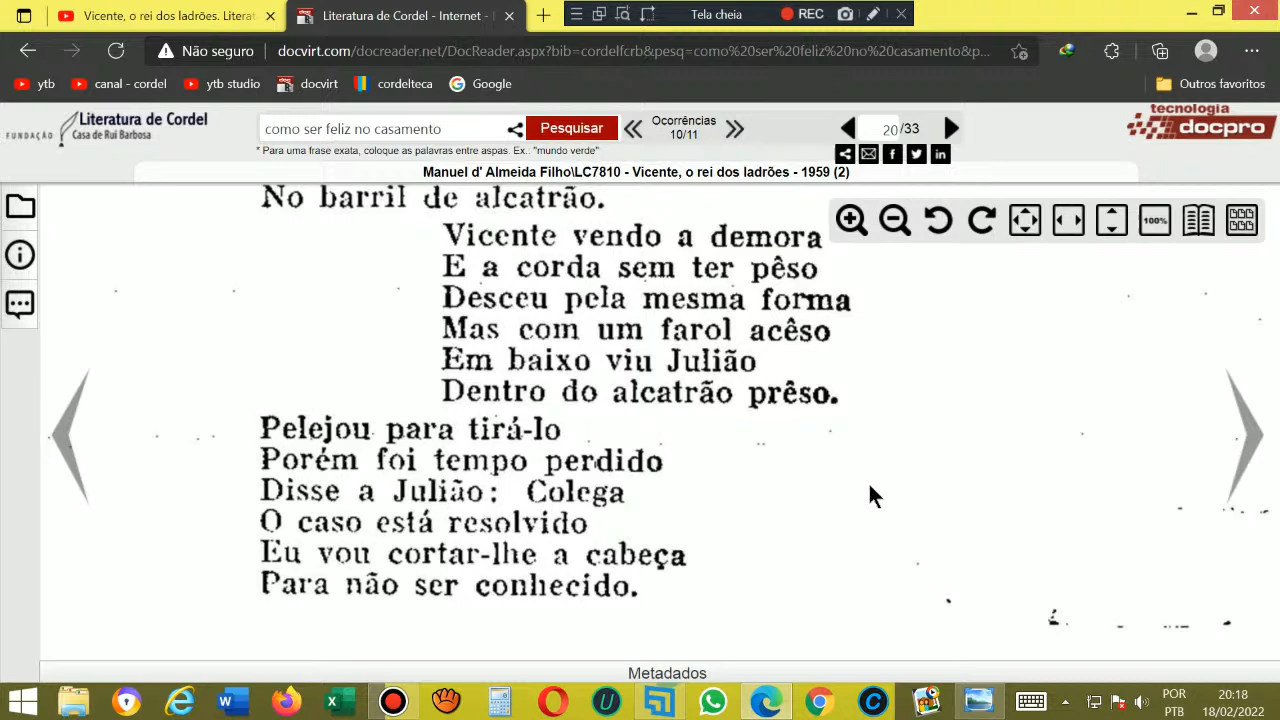 Vicente, o rei dos ladrões. Literat
Literatura de Cordel - Internet -
Tela cheia
REC
Não seguro
docvirt.com/docreader.net/DocReader.aspx?bib=cordelfcrb&pesq=como%20ser%20feliz%20no%20casamento&p...
ytb
canal - cordel
ytb studio
docvirt
cordelteca
Google
Outros favoritos
FUNDAÇÃO
Literatura de Cordel
Casa de Rui Barbosa
como ser feliz no casamento
Pesquisar
Ocorrências
10/11
20/33
tecnologia
docpro
* Para uma frase exata, coloque as palavras entre aspas. Ex.: "mundo verde"
Manuel d' Almeida Filho\LC7810 - Vicente, o rei dos ladrões - 1959 (2)
100%
No barril de alcatrão.
Vicente vendo a demora
E a corda sem ter pêso
Desceu pela mesma forma
Mas com um farol acêso
Em baixo viu Julião
Dentro do alcatrão prêso.
Pelejou para tirá-lo
Porém foi tempo perdido
Disse a Julião: Colega
O caso está resolvido
Eu vou cortar-lhe a cabeça
Para não ser conhecido.
Metadados
POR
PTB
20:18
18/02/2022